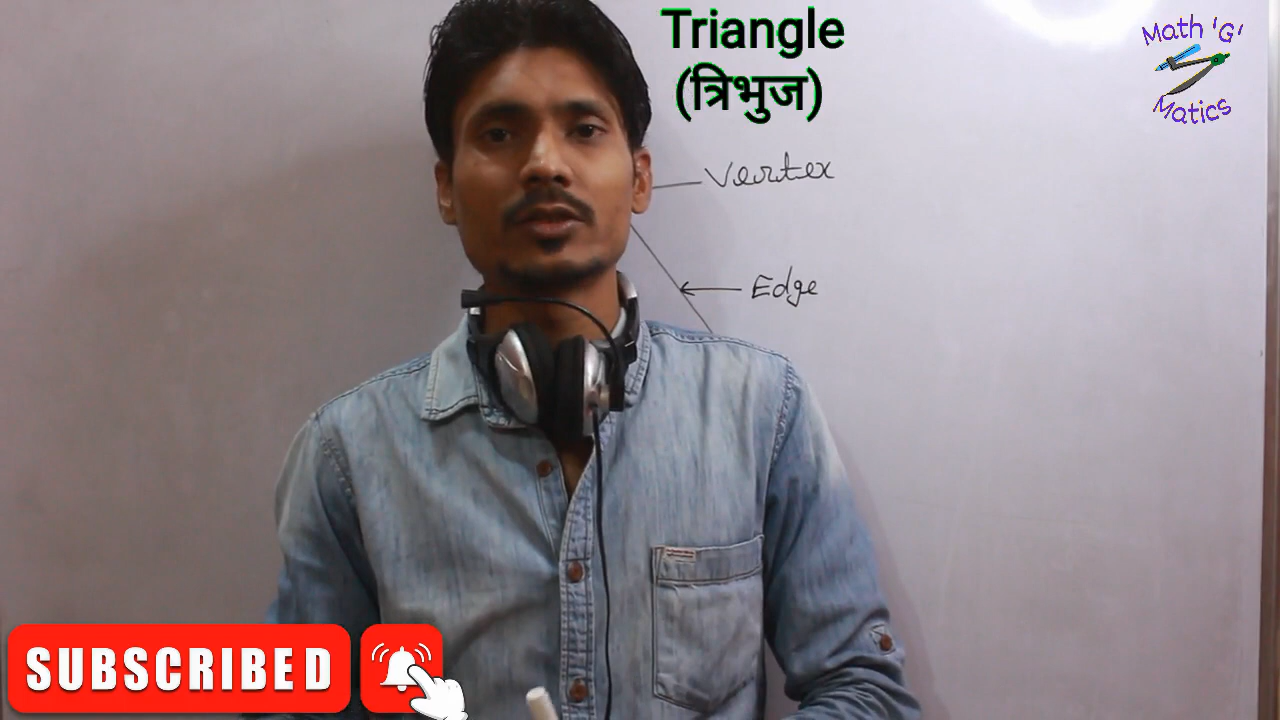 Triangle
(त्रिभुज)
Math 'G'
Matics
Vertex
Edge
SUBSCRIBED